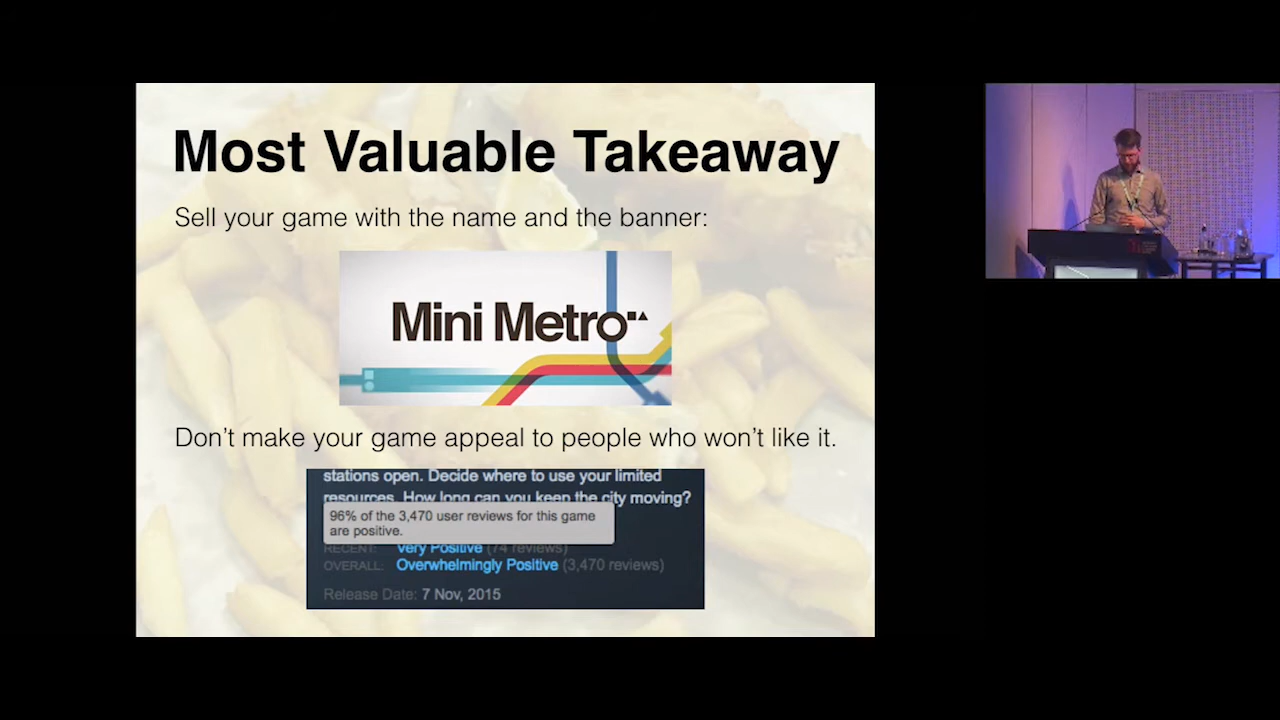 Most Valuable Takeaway
Sell your game with the name and the banner:
Mini Metro
Don't make your game appeal to people who won't like it.
stations open. Decide where to use your limited
resources. How long can you keep the city moving?
96% of the 3,470 user reviews for this game
are positive.
RECENT: Very Positive (74 reviews)
OVERALL: Overwhelmingly Positive (3,470 reviews)
Release Date: 7 Nov, 2015